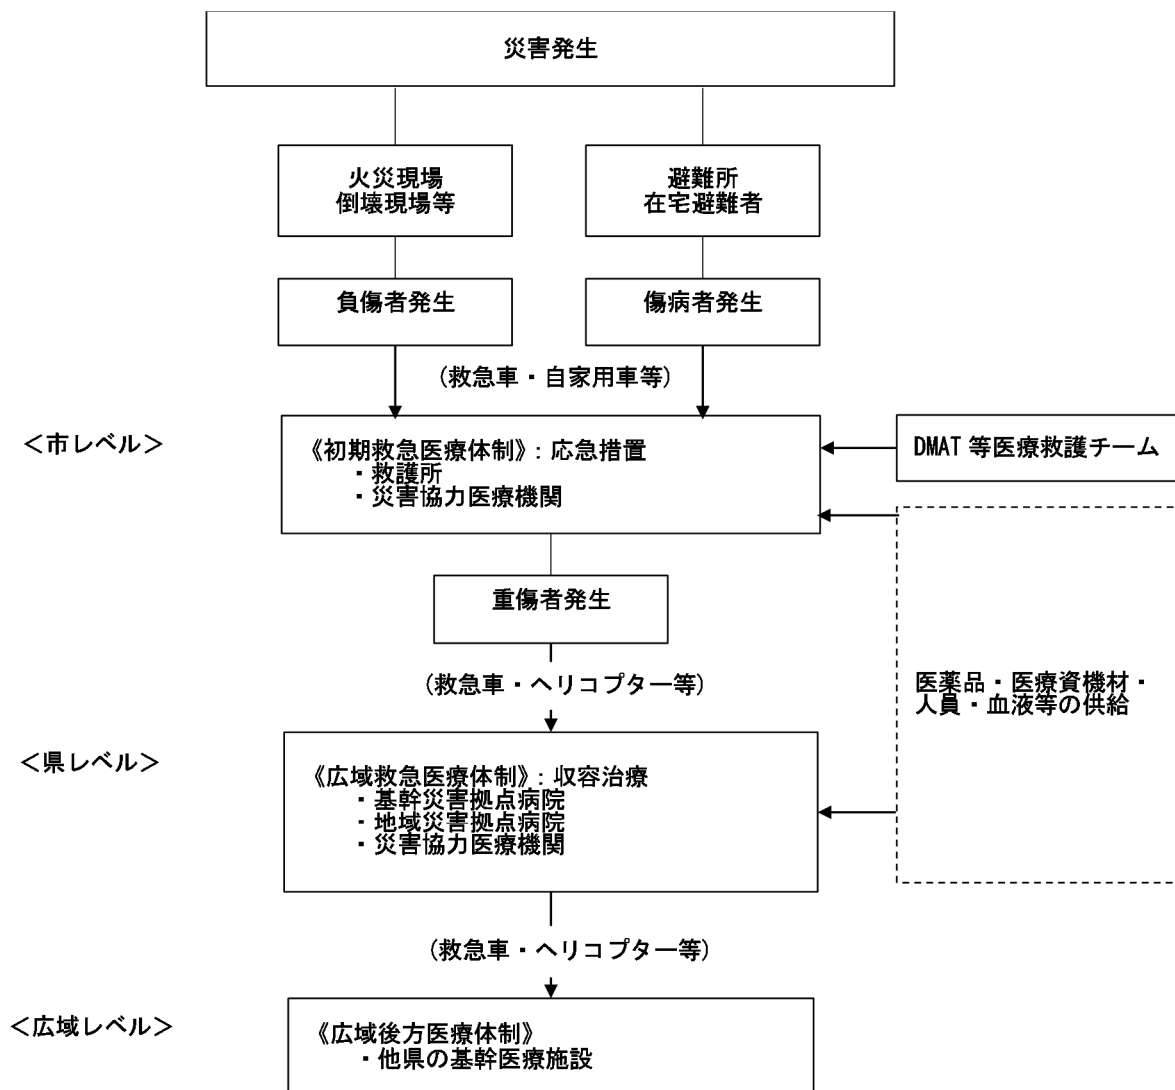 災害発生
火災現場
倒壊現場等
避難所
在宅避難者
負傷者発生
傷病者発生
(救急車・自家用車等)
＜市レベル＞
《初期救急医療体制》：応急措置
・救護所
・災害協力医療機関
DMAT 等医療救護チーム
重傷者発生
(救急車・ヘリコプター等)
医薬品・医療資機材・
人員・血液等の供給
＜県レベル＞
《広域救急医療体制》：収容治療
・基幹災害拠点病院
・地域災害拠点病院
・災害協力医療機関
(救急車・ヘリコプター等)
＜広域レベル＞
《広域後方医療体制》
・他県の基幹医療施設